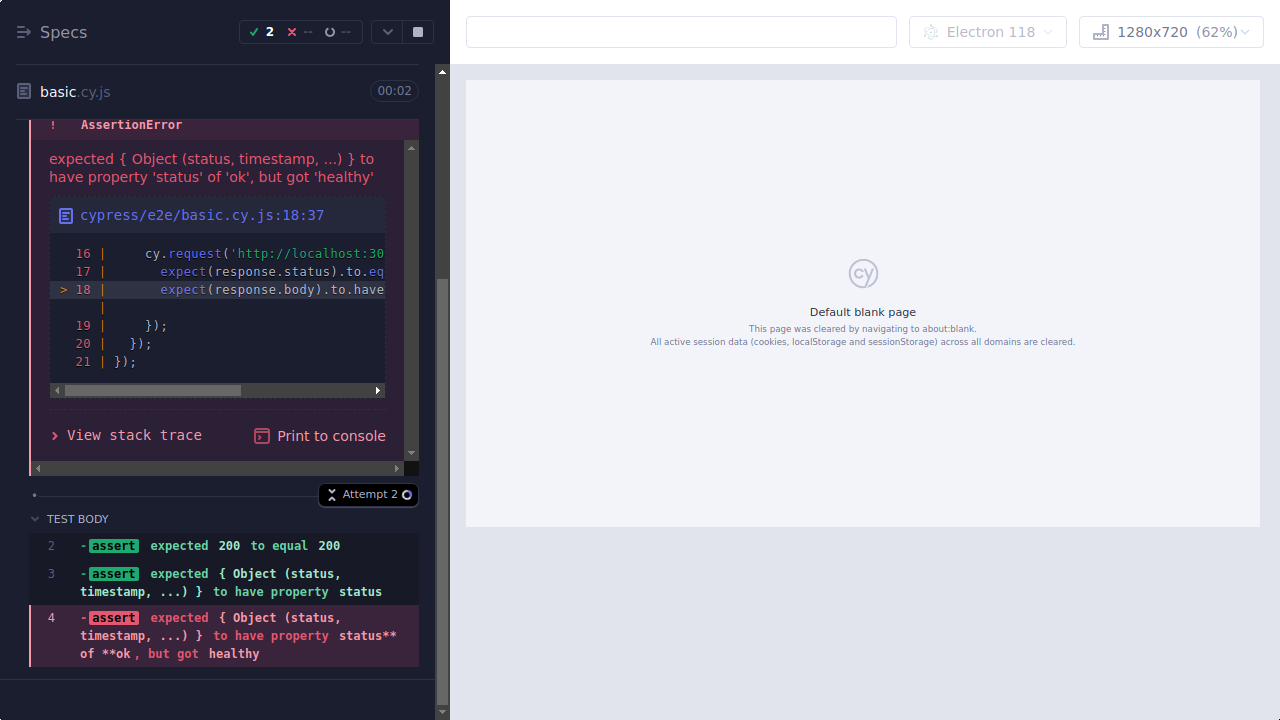 Specs
2
--
--
Electron 118
1280x720 (62%)
basic.cy.js
00:02
! AssertionError
expected { Object (status, timestamp, ...) } to
have property 'status' of 'ok', but got 'healthy'
cypress/e2e/basic.cy.js:18:37
16 | cy.request('http://localhost:30
17 | expect(response.status).to.eq
> 18 | expect(response.body).to.have
|
19 | });
20 | });
21 | });
View stack trace
Print to console
Attempt 2
TEST BODY
2 -assert expected 200 to equal 200
3 -assert expected { Object (status,
timestamp, ...) } to have property status
4 -assert expected { Object (status,
timestamp, ...) } to have property status**
of **ok, but got healthy
cy
Default blank page
This page was cleared by navigating to about:blank.
All active session data (cookies, localStorage and sessionStorage) across all domains are cleared.